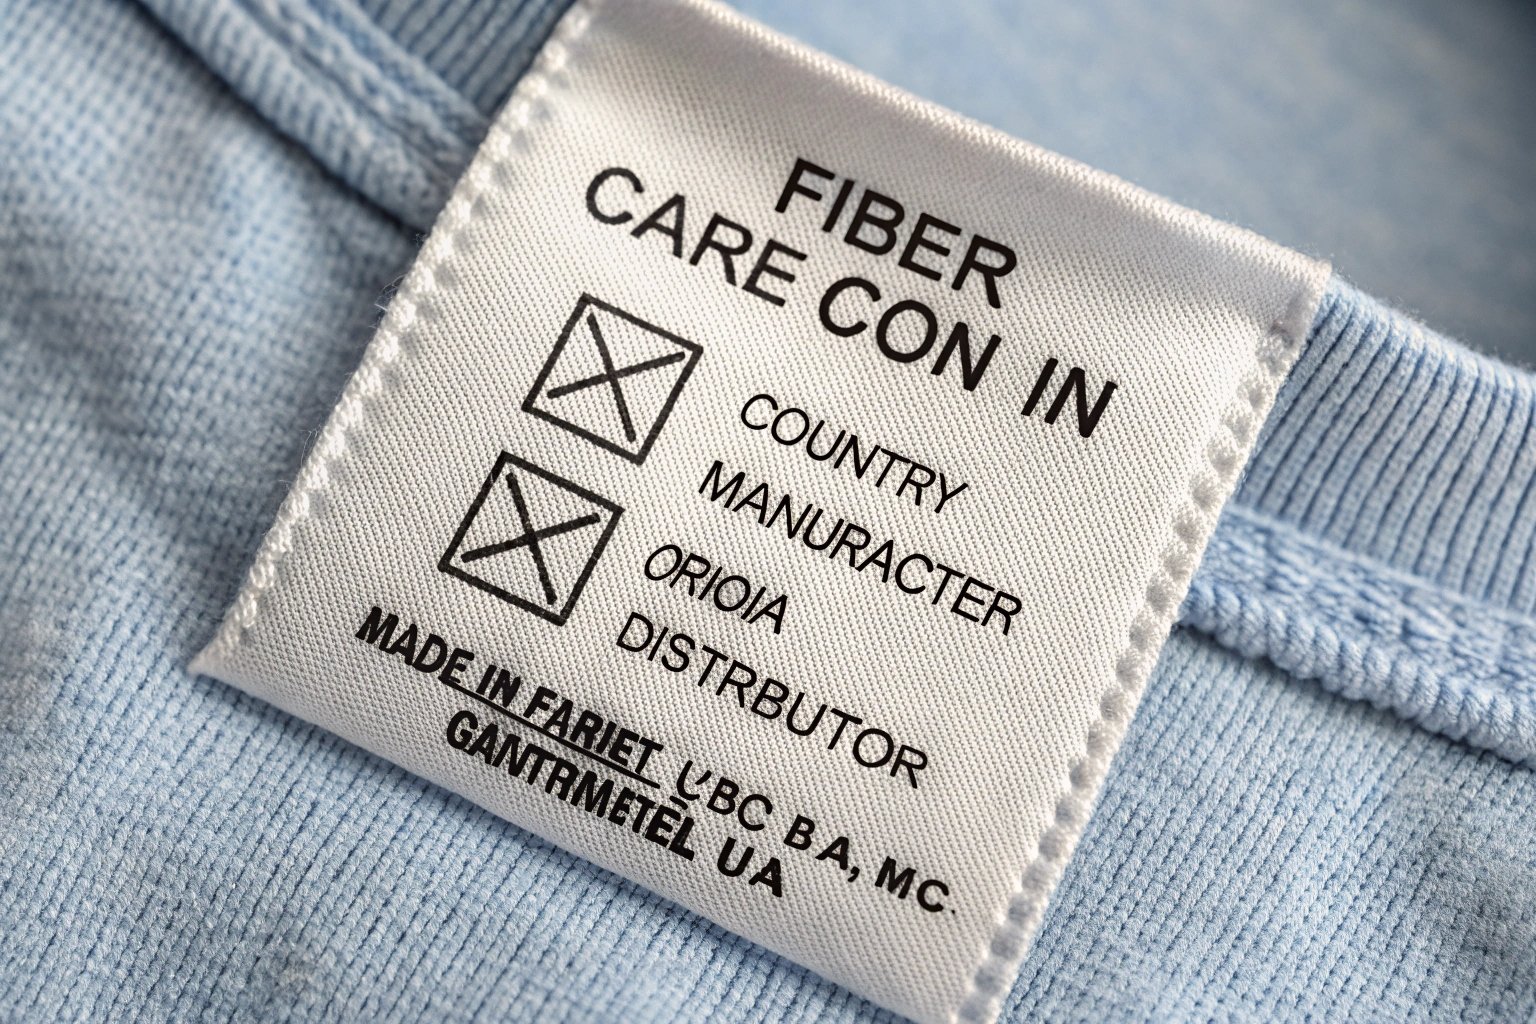 FIBER
CARE CON IN
COUNTRY
MANURACTER
ORIOIA
DISTRBUTOR
MADE IN FARIET UBC BA, MC.
GANTRMETEL UA